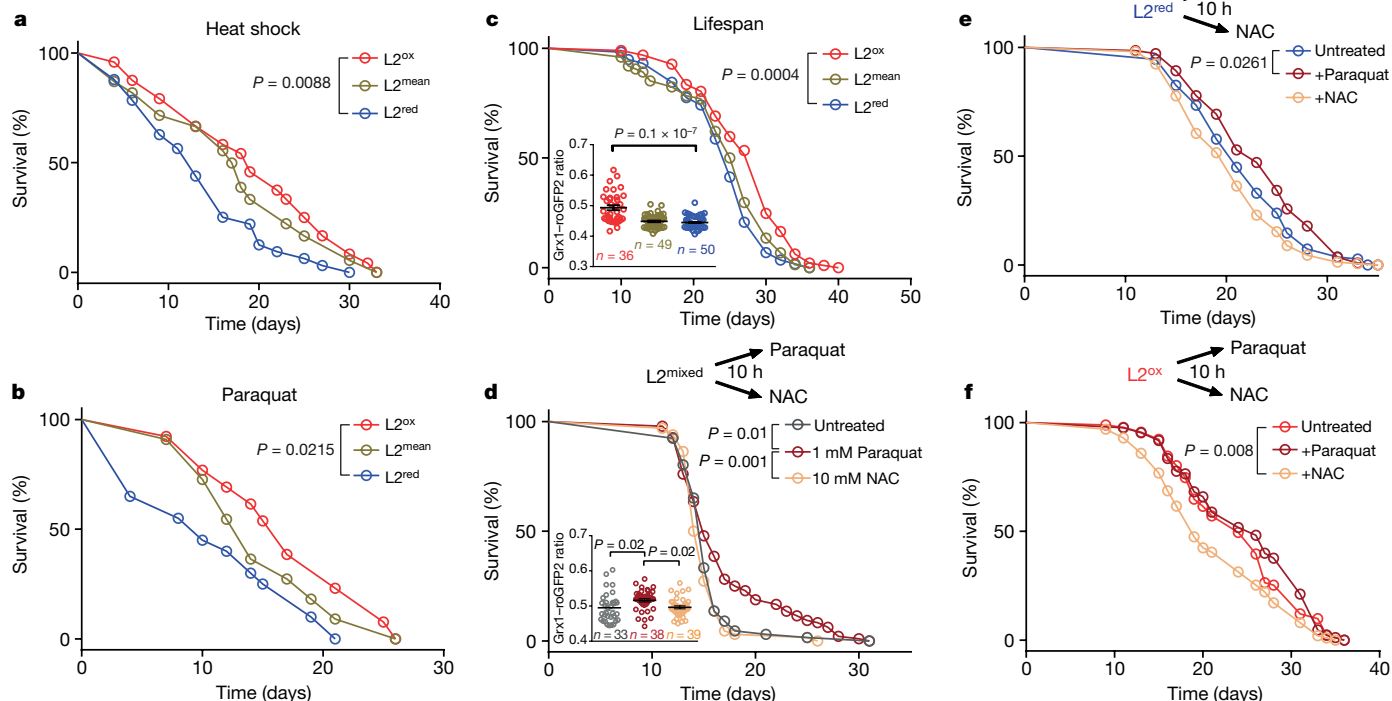 a
Heat shock
Survival (%)
100
50
0
0
10
20
30
40
Time (days)
P = 0.0088
L2ox
L2mean
L2red
b
Paraquat
Survival (%)
100
50
0
0
10
20
30
Time (days)
P = 0.0215
L2ox
L2mean
L2red
c
Lifespan
Survival (%)
100
50
0
0
10
20
30
40
50
Time (days)
P = 0.0004
L2ox
L2mean
L2red
Grx1–roGFP2 ratio
0.7
0.6
0.5
0.4
0.3
P = 0.1 × 10–7
n = 36
n = 49
n = 50
d
L2mixed
10 h
Paraquat
NAC
Survival (%)
100
50
0
0
10
20
30
Time (days)
P = 0.01
P = 0.001
Untreated
1 mM Paraquat
10 mM NAC
Grx1–roGFP2 ratio
0.7
0.6
0.5
0.4
P = 0.02
P = 0.02
n = 33
n = 38
n = 39
e
L2red
10 h
NAC
Survival (%)
100
50
0
0
10
20
30
Time (days)
P = 0.0261
Untreated
+Paraquat
+NAC
f
L2ox
10 h
Paraquat
NAC
Survival (%)
100
50
0
0
10
20
30
40
Time (days)
P = 0.008
Untreated
+Paraquat
+NAC